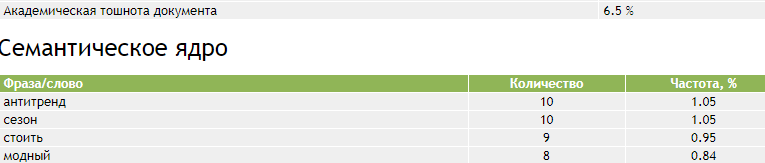 Академическая тошнота документа 6.5 %
Семантическое ядро
Фраза/слово Количество Частота, %
антитренд 10 1.05
сезон 10 1.05
стоить 9 0.95
модный 8 0.84